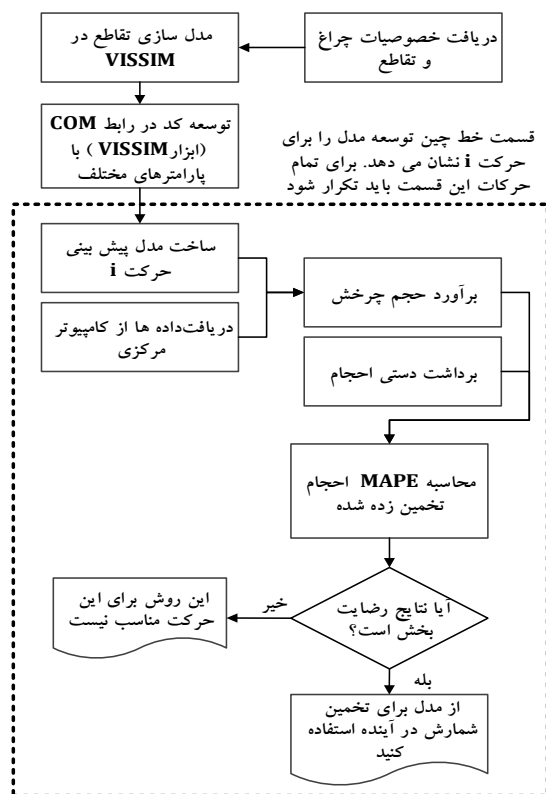 دریافت خصوصیات چراغ
و تقاطع
مدل سازی تقاطع در
VISSIM
توسعه کد در رابط COM
(ابزار VISSIM ) با
پارامترهای مختلف
قسمت خط چین توسعه مدل را برای
حرکت i نشان می دهد. برای تمام
حرکات این قسمت باید تکرار شود
ساخت مدل پیش بینی
حرکت i
دریافت‌داده ها از کامپیوتر
مرکزی
برآورد حجم چرخش
برداشت دستی احجام
محاسبه MAPE احجام
تخمین زده شده
آیا نتایج رضایت
بخش است؟
خیر
این روش برای این
حرکت مناسب نیست
بله
از مدل برای تخمین
شمارش در آینده استفاده
کنید